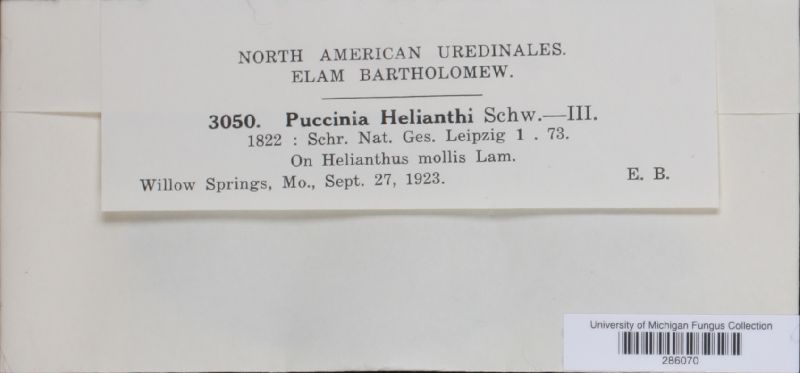 NORTH AMERICAN UREDINALES.
ELAM BARTHOLOMEW.
3050. Puccinia Helianthi Schw.—III.
1822 : Schr. Nat. Ges. Leipzig 1 . 73.
On Helianthus mollis Lam.
Willow Springs, Mo., Sept. 27, 1923. E. B.
University of Michigan Fungus Collection
286070